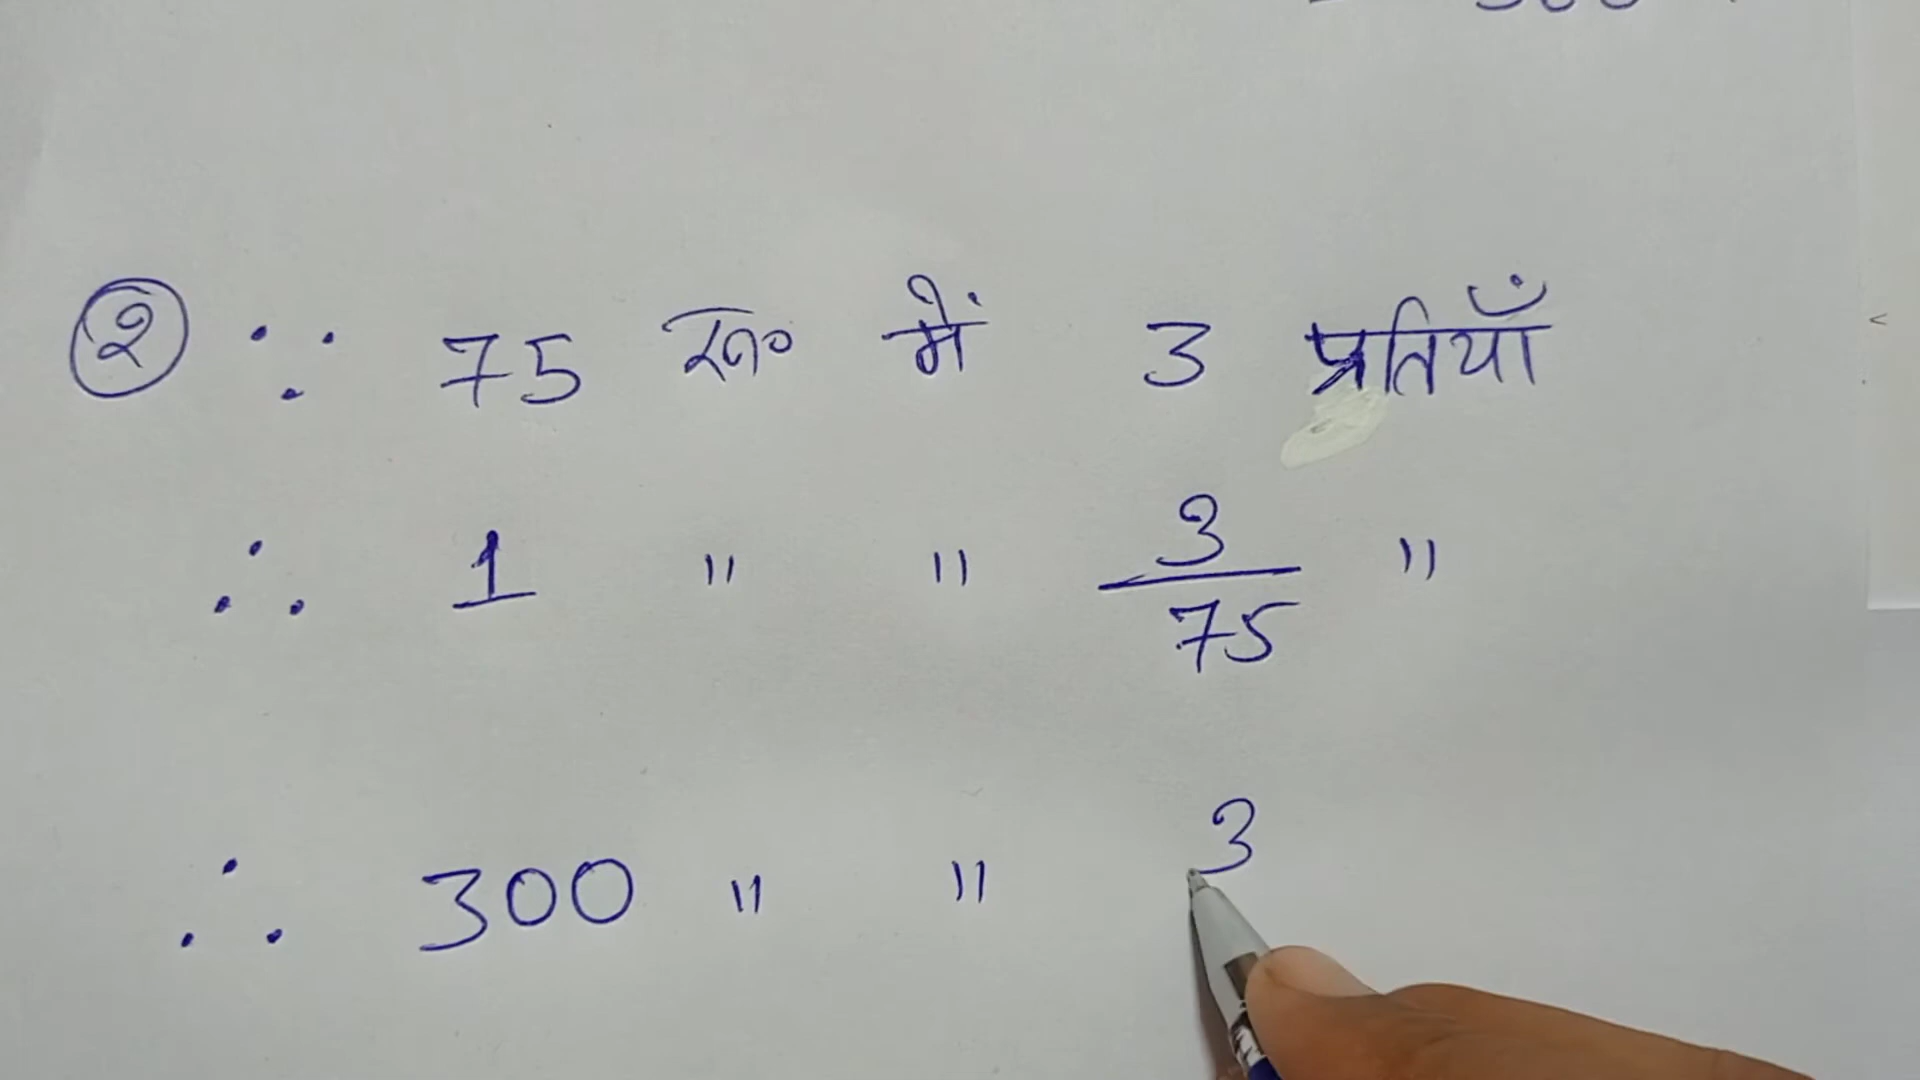 ② ∵ 75 रू० में 3 प्रतियाँ
∴ 1 " " 3/75 "
∴ 300 " " 3